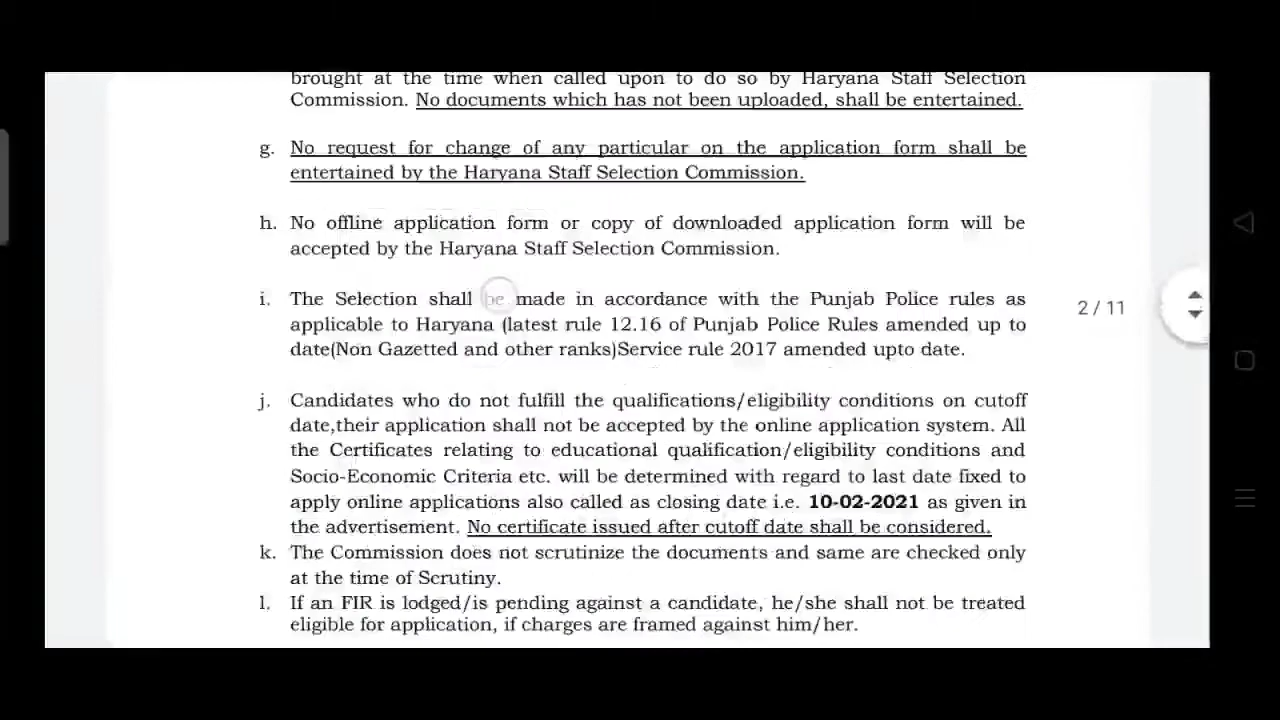 brought at the time when called upon to do so by Haryana Staff Selection
Commission. No documents which has not been uploaded, shall be entertained.
g. No request for change of any particular on the application form shall be
entertained by the Haryana Staff Selection Commission.
h. No offline application form or copy of downloaded application form will be
accepted by the Haryana Staff Selection Commission.
i. The Selection shall be made in accordance with the Punjab Police rules as
applicable to Haryana (latest rule 12.16 of Punjab Police Rules amended up to
date(Non Gazetted and other ranks)Service rule 2017 amended upto date.
2 / 11
j. Candidates who do not fulfill the qualifications/eligibility conditions on cutoff
date,their application shall not be accepted by the online application system. All
the Certificates relating to educational qualification/eligibility conditions and
Socio-Economic Criteria etc. will be determined with regard to last date fixed to
apply online applications also called as closing date i.e. 10-02-2021 as given in
the advertisement. No certificate issued after cutoff date shall be considered.
k. The Commission does not scrutinize the documents and same are checked only
at the time of Scrutiny.
l. If an FIR is lodged/is pending against a candidate, he/she shall not be treated
eligible for application, if charges are framed against him/her.